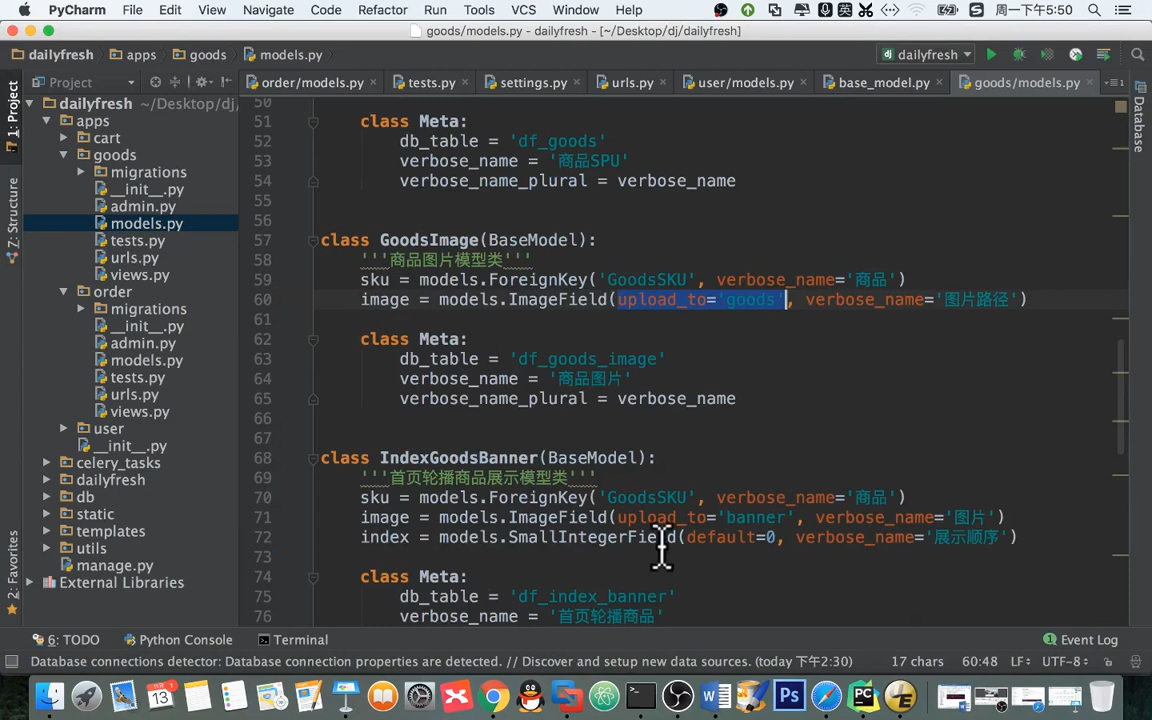 PyCharm File Edit View Navigate Code Refactor Run Tools VCS Window Help 英 周一下午5:50
goods/models.py - dailyfresh - [~/Desktop/dj/dailyfresh]
dailyfresh apps goods models.py dailyfresh
Project order/models.py tests.py settings.py urls.py user/models.py base_model.py goods/models.py
1: Project
7: Structure
2: Favorites
Database
dailyfresh ~/Desktop/dj/
apps
cart
goods
migrations
__init__.py
admin.py
models.py
tests.py
urls.py
views.py
order
migrations
__init__.py
admin.py
models.py
tests.py
urls.py
views.py
user
__init__.py
celery_tasks
dailyfresh
db
static
templates
utils
manage.py
External Libraries
50
51 class Meta:
52 db_table = 'df_goods'
53 verbose_name = '商品SPU'
54 verbose_name_plural = verbose_name
55
56
57 class GoodsImage(BaseModel):
58 '''商品图片模型类'''
59 sku = models.ForeignKey('GoodsSKU', verbose_name='商品')
60 image = models.ImageField(upload_to='goods', verbose_name='图片路径')
61
62 class Meta:
63 db_table = 'df_goods_image'
64 verbose_name = '商品图片'
65 verbose_name_plural = verbose_name
66
67
68 class IndexGoodsBanner(BaseModel):
69 '''首页轮播商品展示模型类'''
70 sku = models.ForeignKey('GoodsSKU', verbose_name='商品')
71 image = models.ImageField(upload_to='banner', verbose_name='图片')
72 index = models.SmallIntegerField(default=0, verbose_name='展示顺序')
73
74 class Meta:
75 db_table = 'df_index_banner'
76 verbose_name = '首页轮播商品'
6: TODO Python Console Terminal 1 Event Log
Database connections detector: Database connection properties are detected. // Discover and setup new data sources. (today 下午2:30) 17 chars 60:48 LF UTF-8
13
Ps
PC